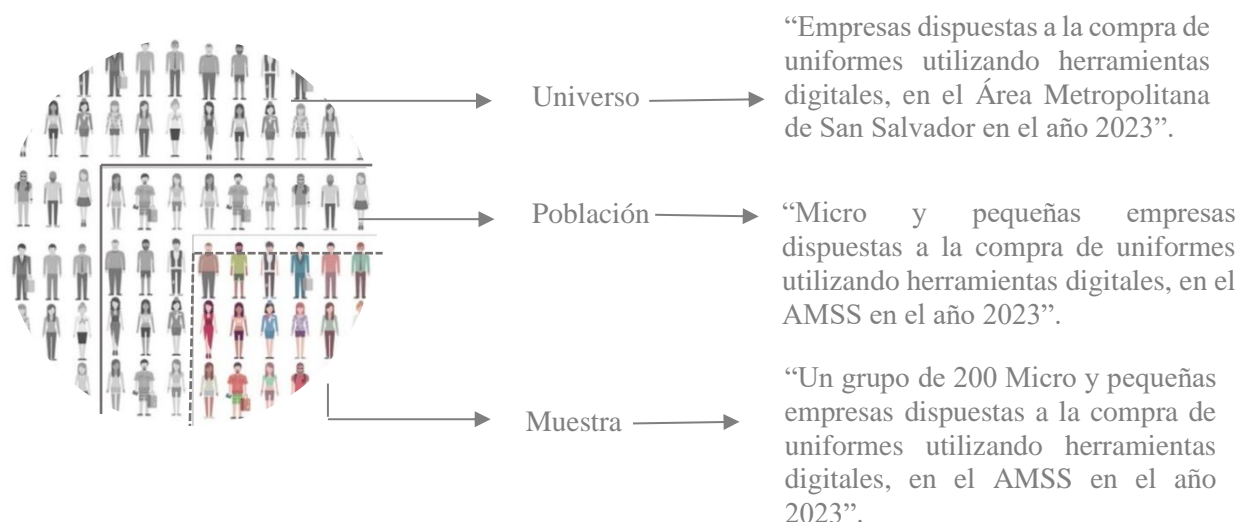 “Empresas dispuestas a la compra de
uniformes utilizando herramientas
digitales, en el Área Metropolitana
de San Salvador en el año 2023”.
Universo
Población
“Micro y pequeñas empresas
dispuestas a la compra de uniformes
utilizando herramientas digitales, en el
AMSS en el año 2023”.
Muestra
“Un grupo de 200 Micro y pequeñas
empresas dispuestas a la compra de
uniformes utilizando herramientas
digitales, en el AMSS en el año
2023”.